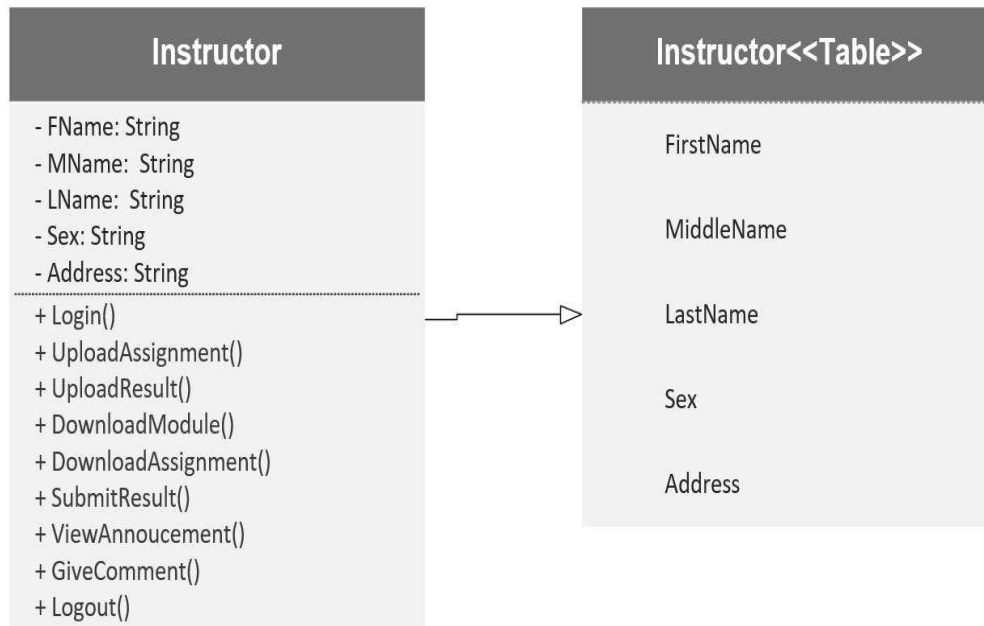 Instructor
- FName: String
- MName: String
- LName: String
- Sex: String
- Address: String
+ Login()
+ UploadAssignment()
+ UploadResult()
+ DownloadModule()
+ DownloadAssignment()
+ SubmitResult()
+ ViewAnnoucement()
+ GiveComment()
+ Logout()
Instructor<<Table>>
FirstName
MiddleName
LastName
Sex
Address